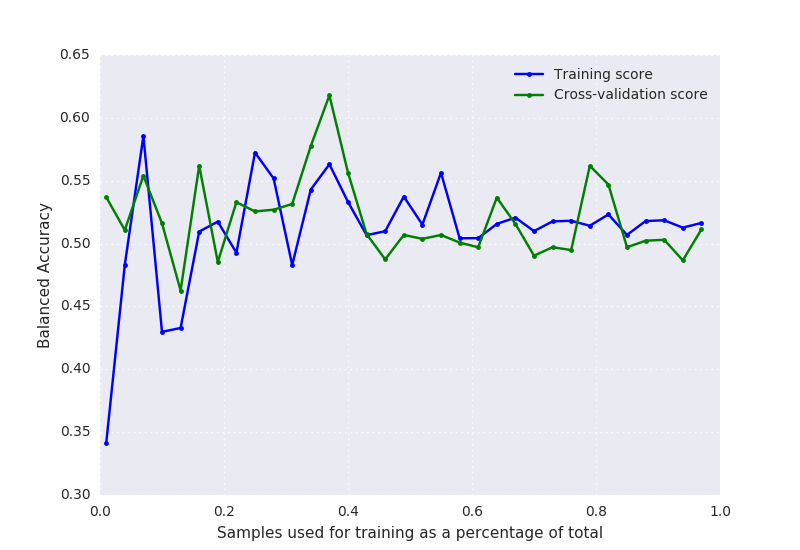 Training score
Cross-validation score
0.65
0.60
0.55
0.50
0.45
0.40
0.35
0.30
Balanced Accuracy
0.0 0.2 0.4 0.6 0.8 1.0
Samples used for training as a percentage of total